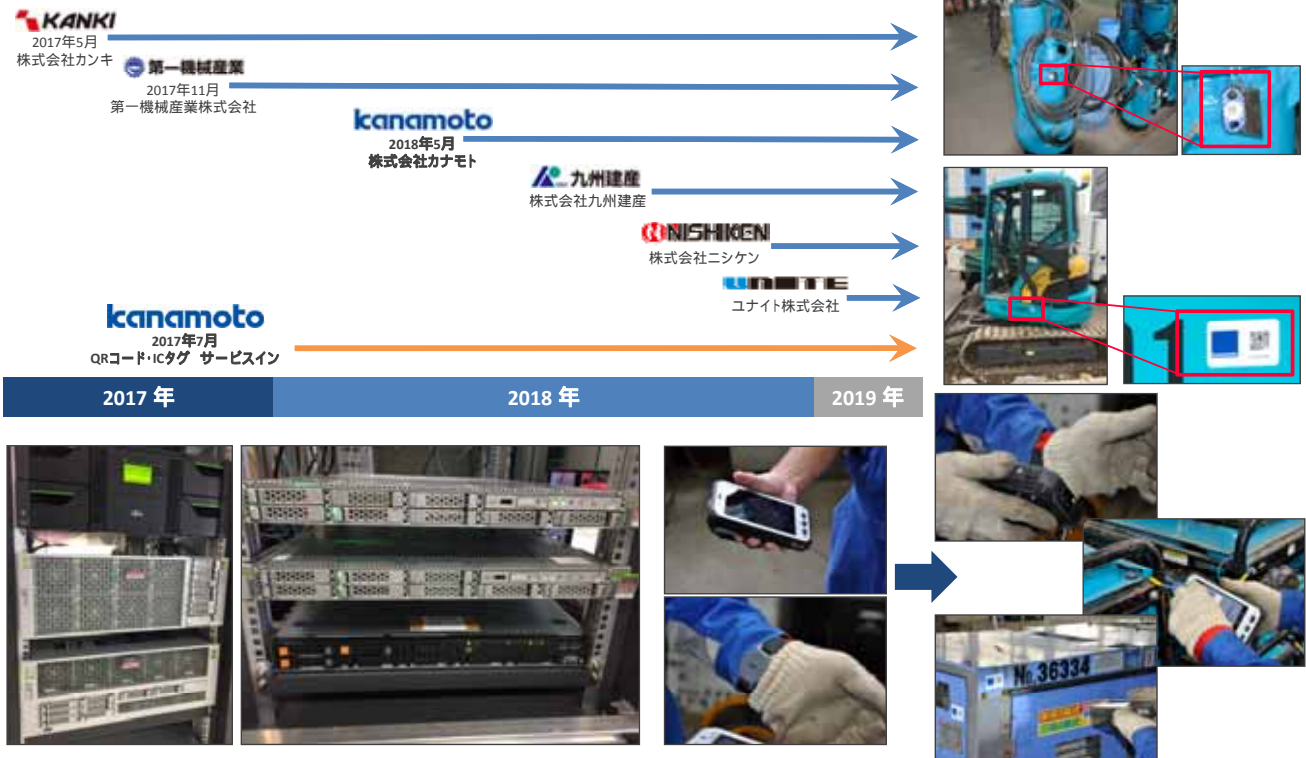 KANKI
2017年5月
株式会社カンキ
第一機械産業
2017年11月
第一機械産業株式会社
kanamoto
2018年5月
株式会社カナモト
九州建産
株式会社九州建産
NISHIKEN
株式会社ニシケン
UNITE
ユナイト株式会社
kanamoto
2017年7月
QRコード・ICタグ サービスイン
2017 年
2018 年
2019 年
No.36334